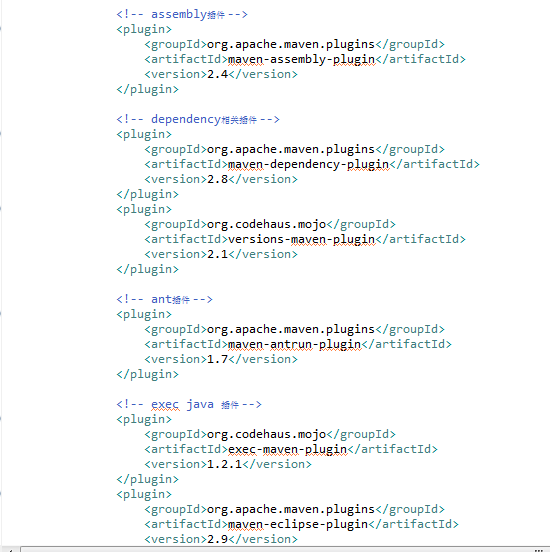 <!-- assembly插件 -->
<plugin>
<groupId>org.apache.maven.plugins</groupId>
<artifactId>maven-assembly-plugin</artifactId>
<version>2.4</version>
</plugin>
<!-- dependency相关插件 -->
<plugin>
<groupId>org.apache.maven.plugins</groupId>
<artifactId>maven-dependency-plugin</artifactId>
<version>2.8</version>
</plugin>
<plugin>
<groupId>org.codehaus.mojo</groupId>
<artifactId>versions-maven-plugin</artifactId>
<version>2.1</version>
</plugin>
<!-- ant插件 -->
<plugin>
<groupId>org.apache.maven.plugins</groupId>
<artifactId>maven-antrun-plugin</artifactId>
<version>1.7</version>
</plugin>
<!-- exec java 插件 -->
<plugin>
<groupId>org.codehaus.mojo</groupId>
<artifactId>exec-maven-plugin</artifactId>
<version>1.2.1</version>
</plugin>
<plugin>
<groupId>org.apache.maven.plugins</groupId>
<artifactId>maven-eclipse-plugin</artifactId>
<version>2.9</version>